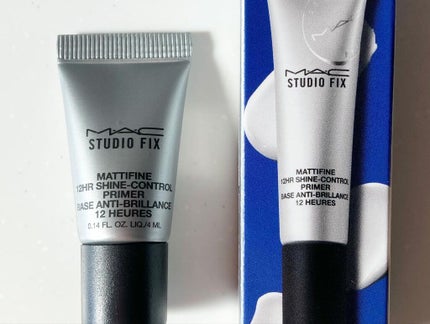 MAC
STUDIO FIX
MATTIFINE
12HR SHINE-CONTROL
PRIMER
BASE ANTI-BRILLANCE
12 HEURES
0.14 FL. OZ. LIQ./4 ML
MAC
STUDIO FIX
MATTIFINE
12HR SHINE-CONTROL
PRIMER
BASE ANTI-BRILLANCE
12 HEURES